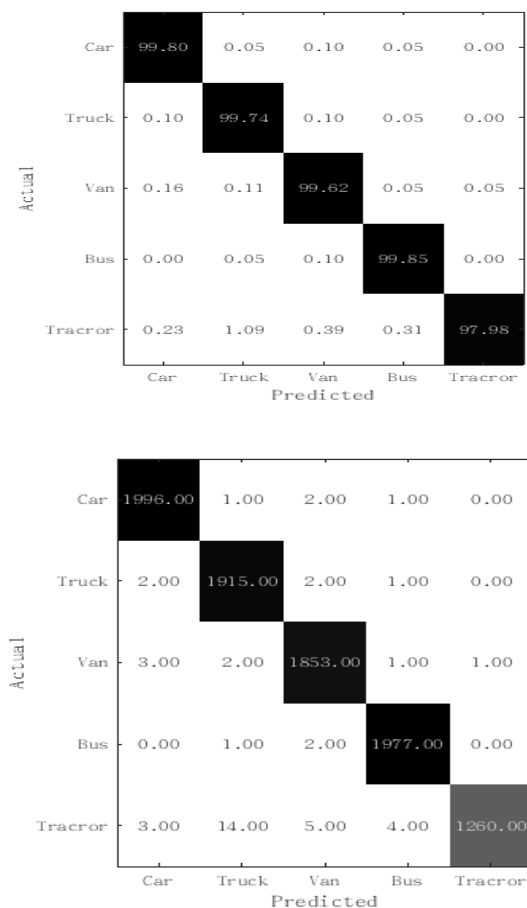 Car 99.80 0.05 0.10 0.05 0.00
Truck 0.10 99.74 0.10 0.05 0.00
Van 0.16 0.11 99.62 0.05 0.05
Bus 0.00 0.05 0.10 99.85 0.00
Tracror 0.23 1.09 0.39 0.31 97.98
Actual
Car Truck Van Bus Tracror
Predicted
Car 1996.00 1.00 2.00 1.00 0.00
Truck 2.00 1915.00 2.00 1.00 0.00
Van 3.00 2.00 1853.00 1.00 1.00
Bus 0.00 1.00 2.00 1977.00 0.00
Tracror 3.00 14.00 5.00 4.00 1260.00
Actual
Car Truck Van Bus Tracror
Predicted